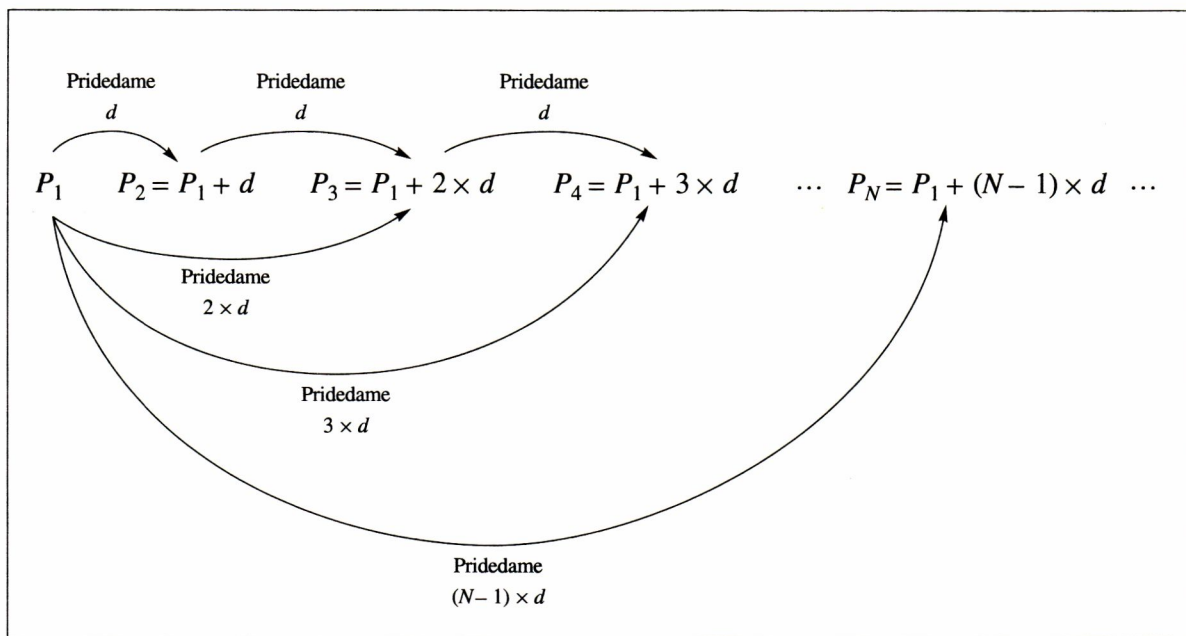 Pridedame
d
Pridedame
d
Pridedame
d
P₁ P₂ = P₁ + d P₃ = P₁ + 2 × d P₄ = P₁ + 3 × d ... P_N = P₁ + (N – 1) × d ...
Pridedame
2 × d
Pridedame
3 × d
Pridedame
(N – 1) × d